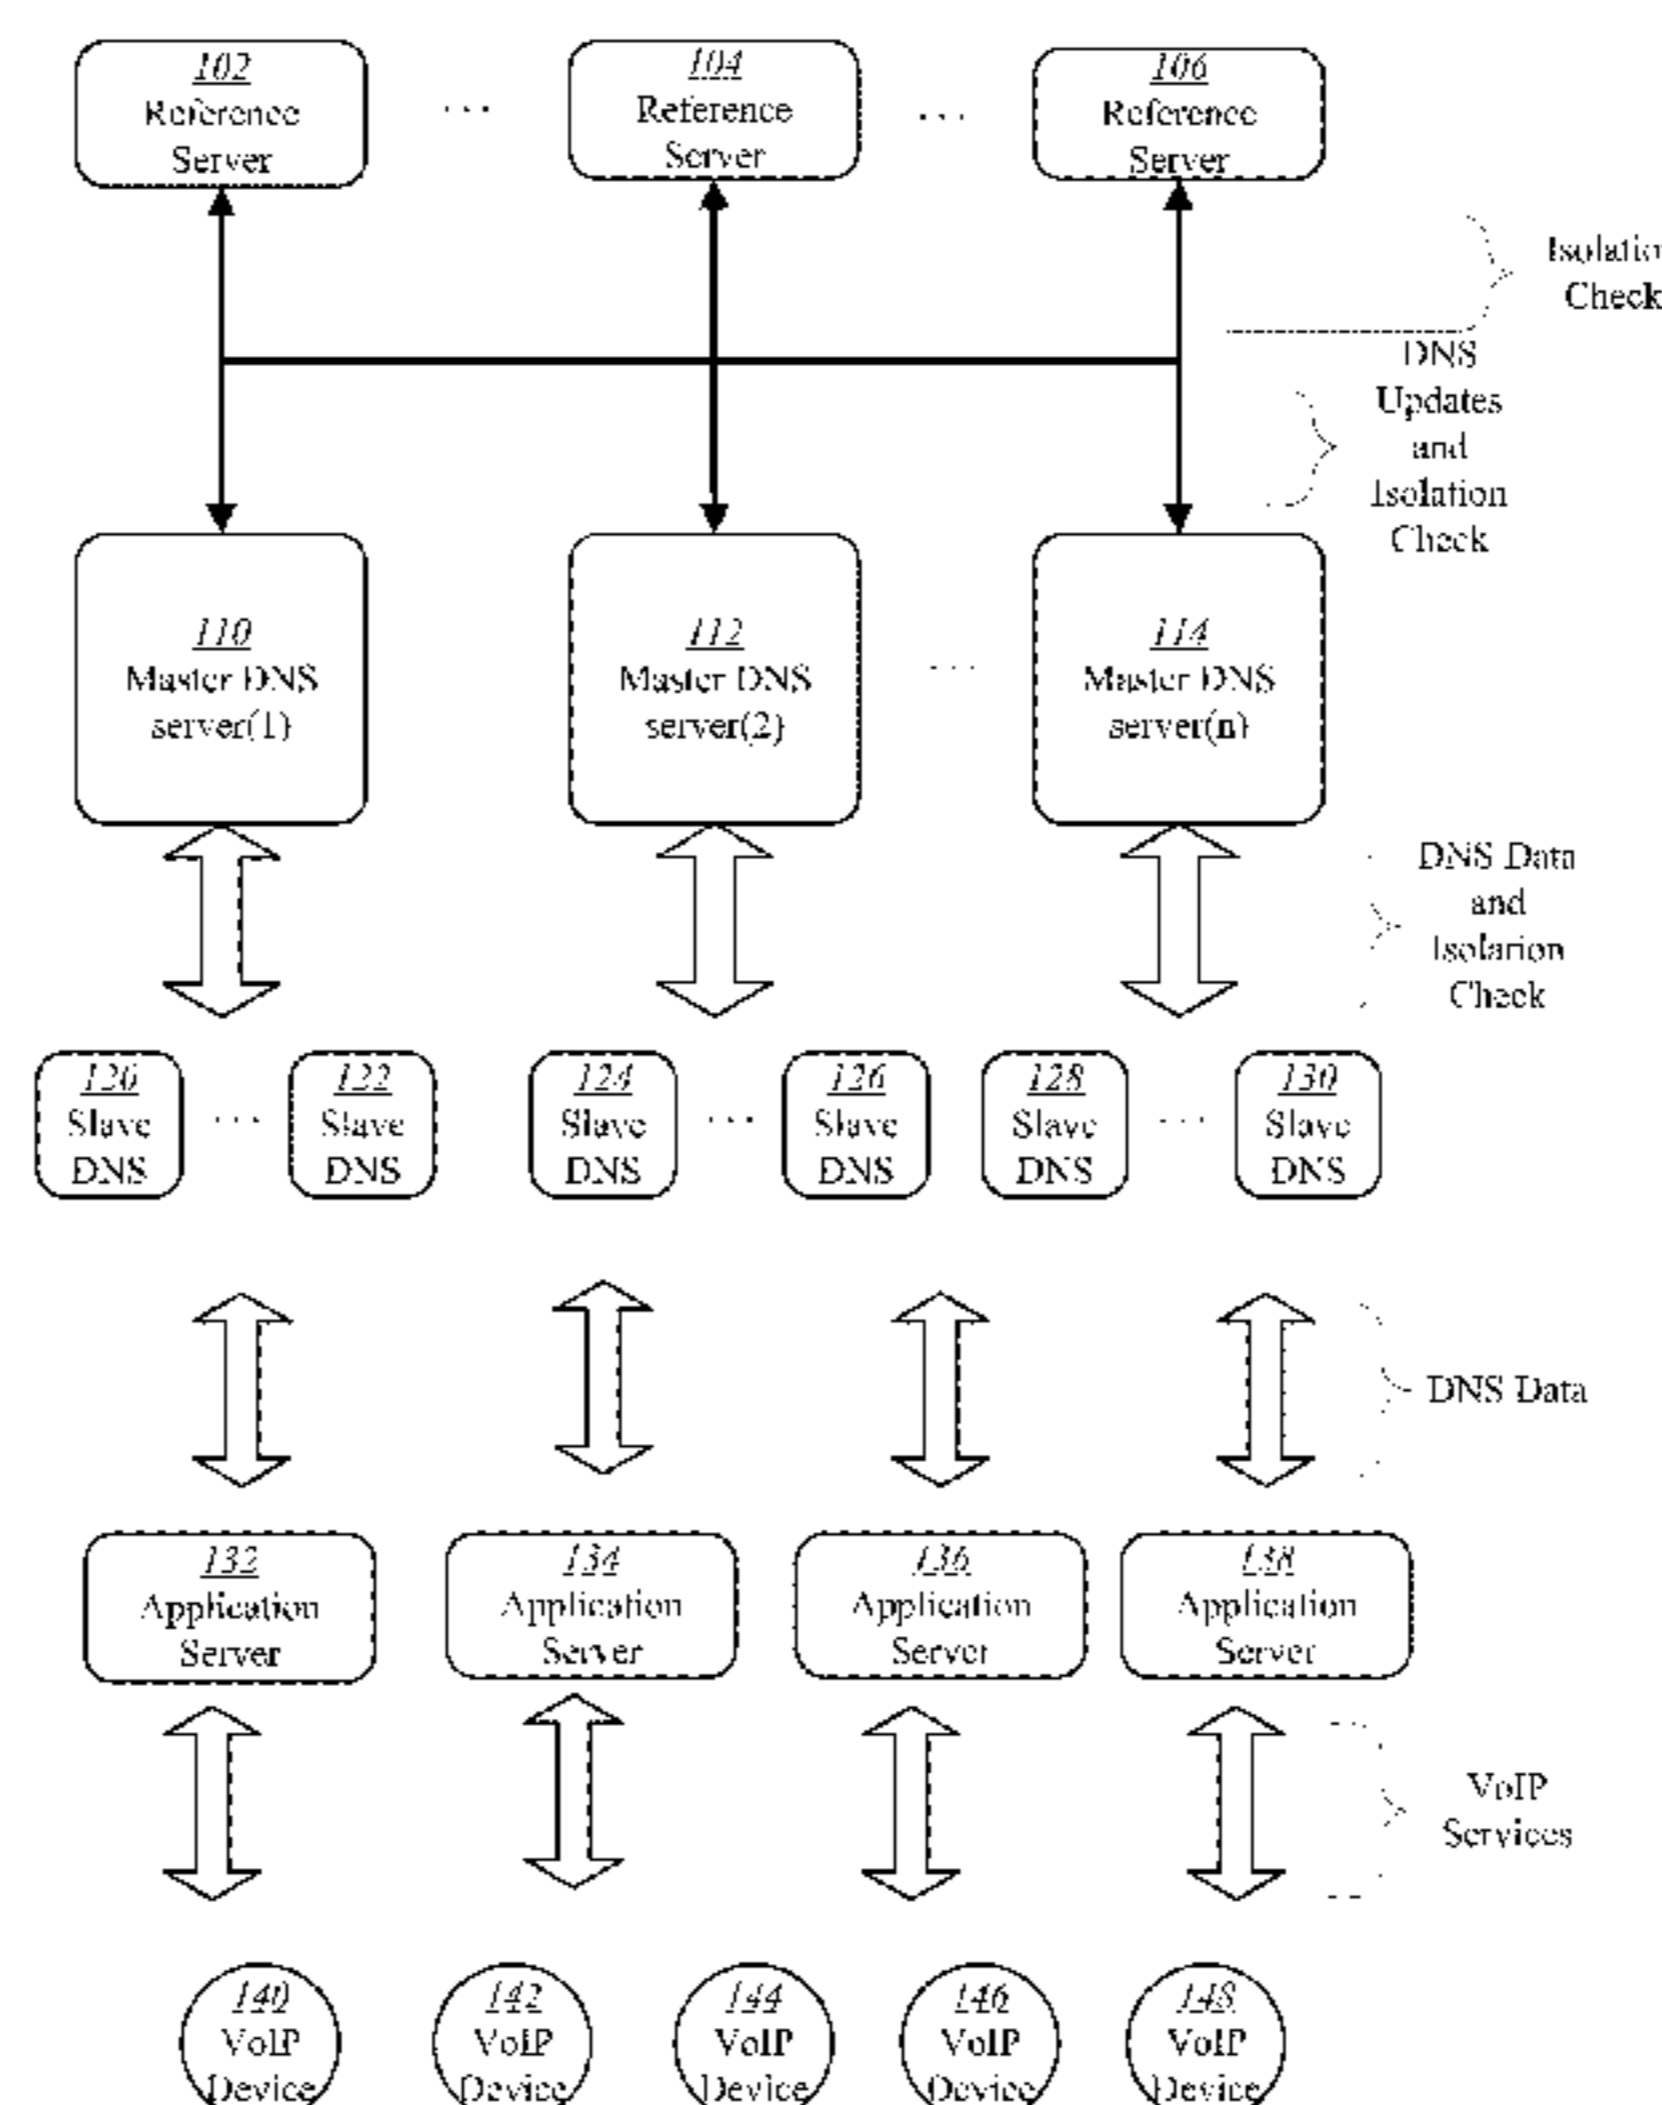 102
Reference
Server
...
104
Reference
Server
...
106
Reference
Server
Isolation
Check
DNS
Updates
and
Isolation
Check
110
Master DNS
server(1)
112
Master DNS
server(2)
...
114
Master DNS
server(n)
DNS Data
and
Isolation
Check
120
Slave
DNS
...
122
Slave
DNS
124
Slave
DNS
...
126
Slave
DNS
128
Slave
DNS
...
130
Slave
DNS
DNS Data
132
Application
Server
134
Application
Server
136
Application
Server
138
Application
Server
VoIP
Services
140
VoIP
Device
142
VoIP
Device
144
VoIP
Device
146
VoIP
Device
148
VoIP
Device